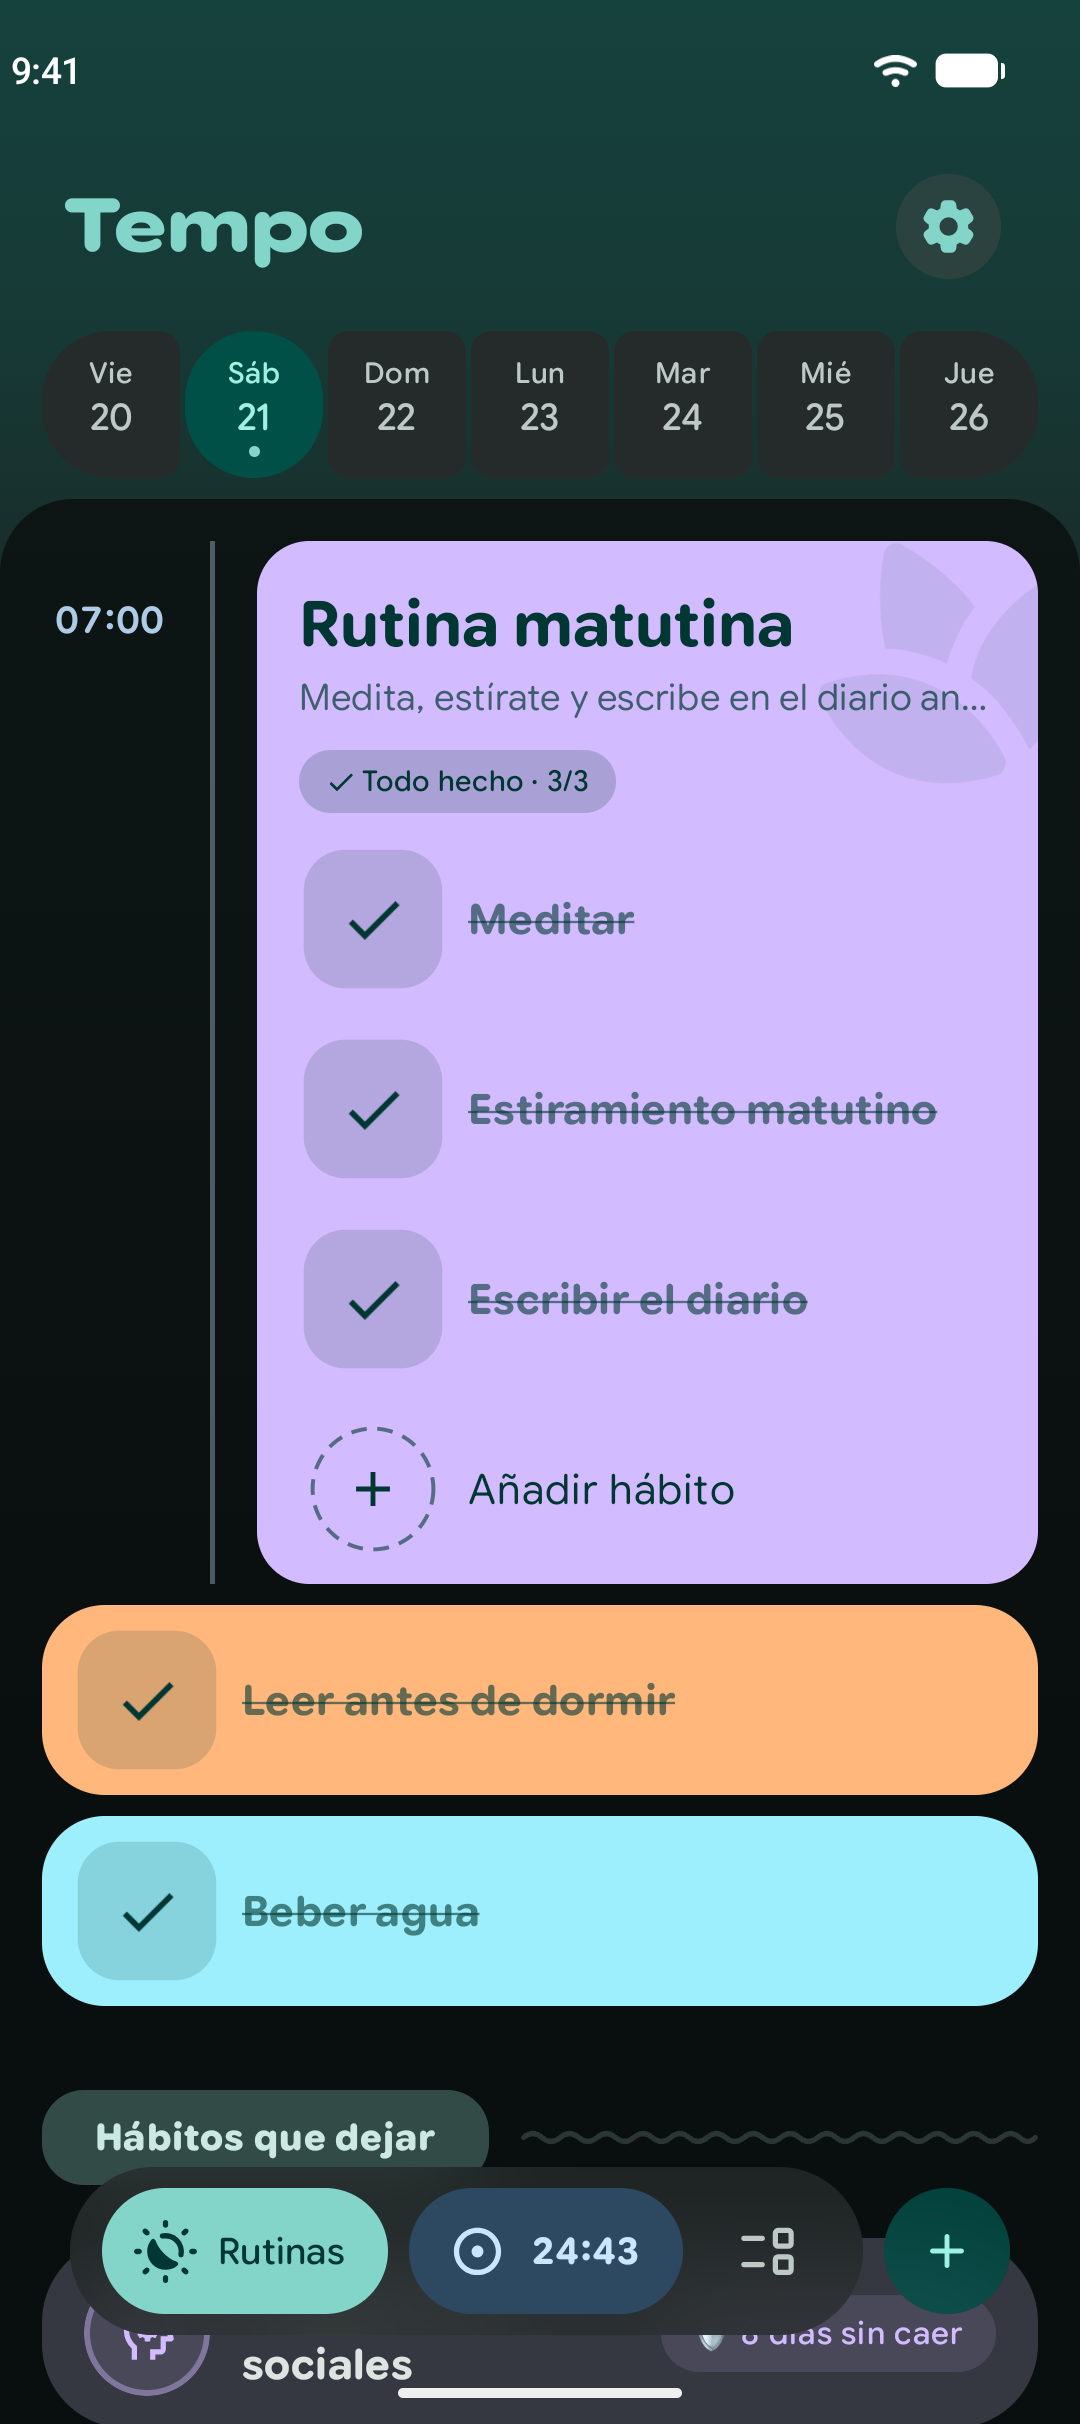 9:41
Tempo
Vie
20
Sáb
21
Dom
22
Lun
23
Mar
24
Mié
25
Jue
26
07:00
Rutina matutina
Medita, estírate y escribe en el diario an...
Todo hecho · 3/3
Meditar
Estiramiento matutino
Escribir el diario
Añadir hábito
Leer antes de dormir
Beber agua
Hábitos que dejar
Rutinas
24:43
días sin caer
sociales